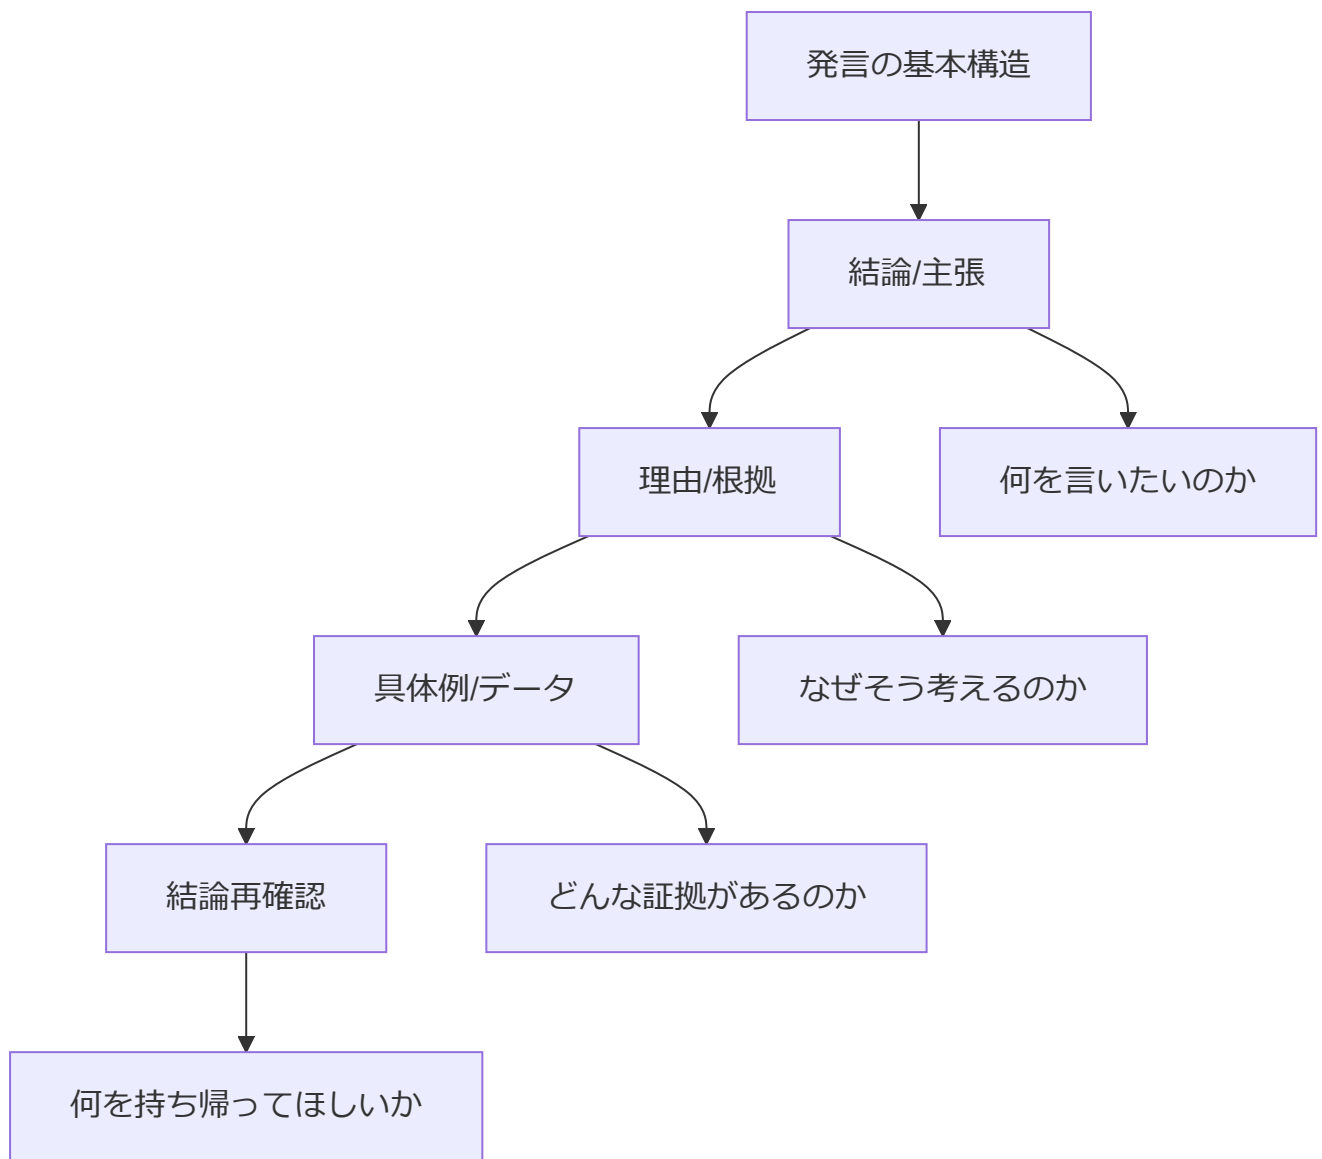 発言の基本構造
結論/主張
理由/根拠
何を言いたいのか
具体例/データ
なぜそう考えるのか
結論再確認
どんな証拠があるのか
何を持ち帰ってほしいか